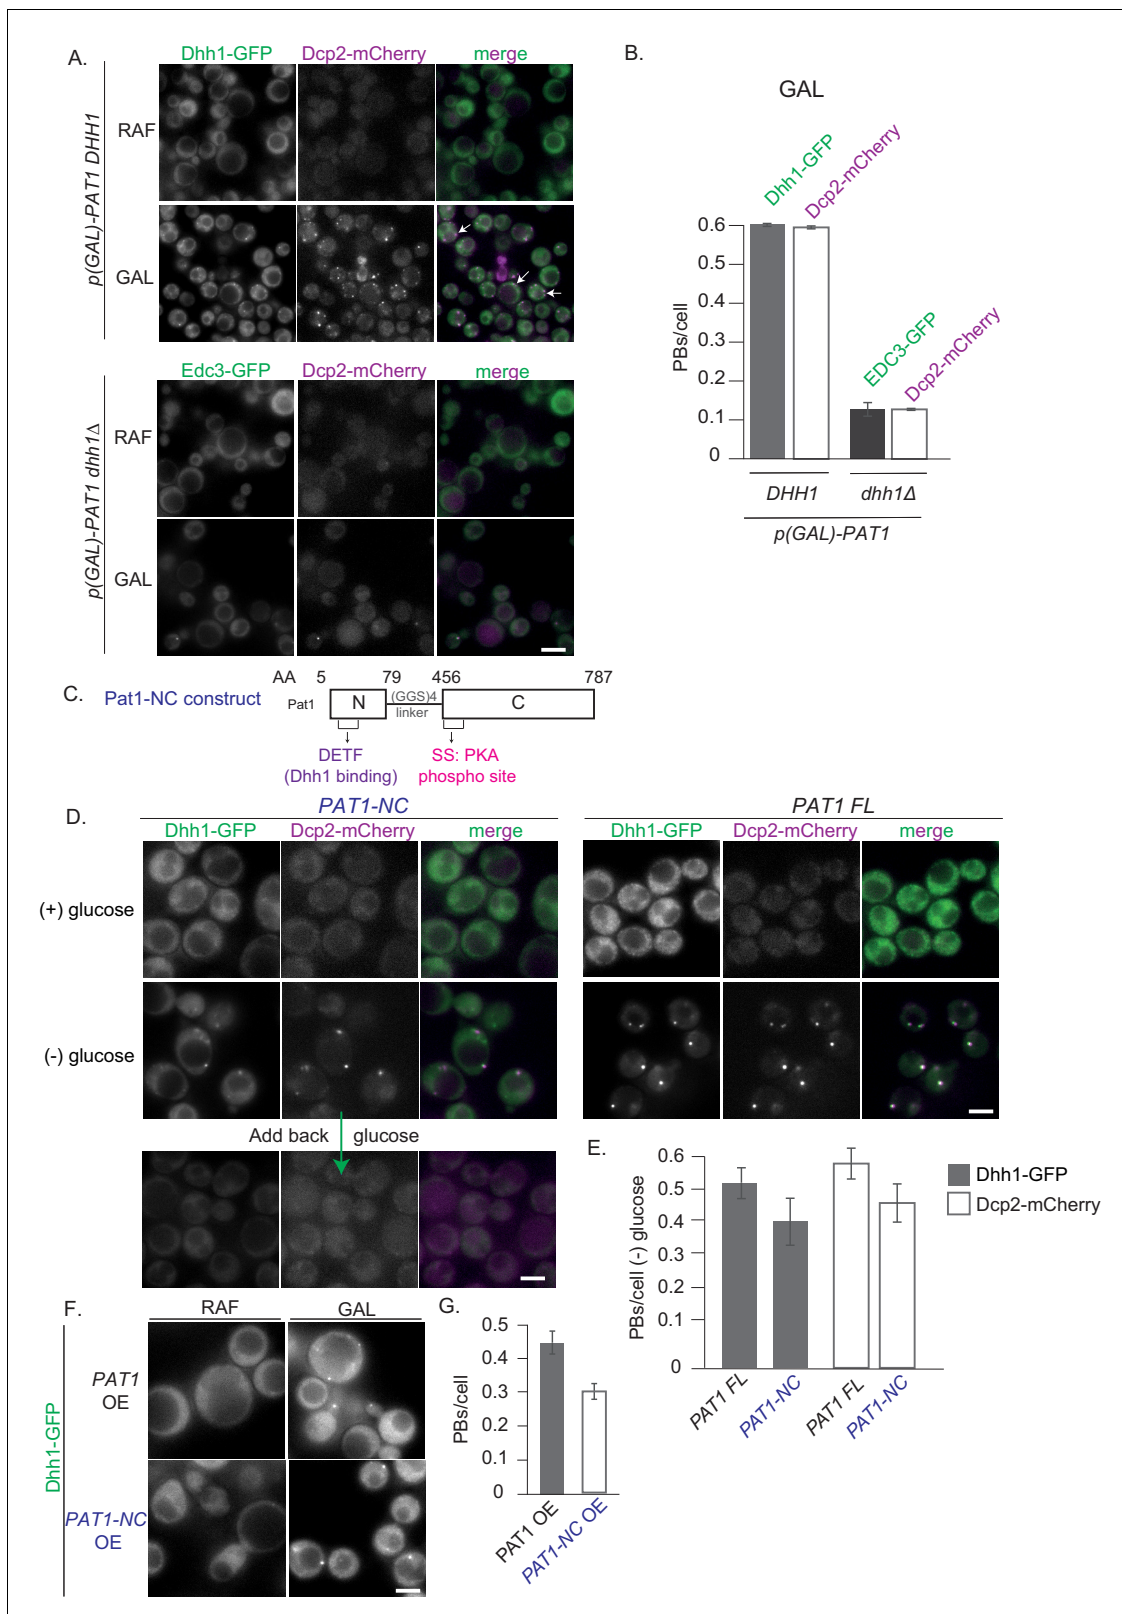 A.
Dhh1-GFP Dcp2-mCherry merge
p(GAL)-PAT1 DHH1
RAF
GAL
Edc3-GFP Dcp2-mCherry merge
p(GAL)-PAT1 dhh1Δ
RAF
GAL
B.
GAL
Dhh1-GFP
Dcp2-mCherry
EDC3-GFP
Dcp2-mCherry
PBs/cell
0.6
0.5
0.4
0.3
0.2
0.1
0
DHH1 dhh1Δ
p(GAL)-PAT1
C.
Pat1-NC construct
AA 5 79 456 787
Pat1 N (GGS)4 C
linker
DETF SS: PKA
(Dhh1 binding) phospho site
D.
PAT1-NC PAT1 FL
Dhh1-GFP Dcp2-mCherry merge Dhh1-GFP Dcp2-mCherry merge
(+) glucose
(-) glucose
Add back glucose
E.
PBs/cell (-) glucose
0.6
0.5
0.4
0.3
0.2
0.1
0
PAT1 FL
PAT1-NC
PAT1 FL
PAT1-NC
Dhh1-GFP
Dcp2-mCherry
F.
RAF GAL
Dhh1-GFP
PAT1
OE
PAT1-NC
OE
G.
PBs/cell
0.5
0.4
0.3
0.2
0.1
0
PAT1 OE
PAT1-NC OE